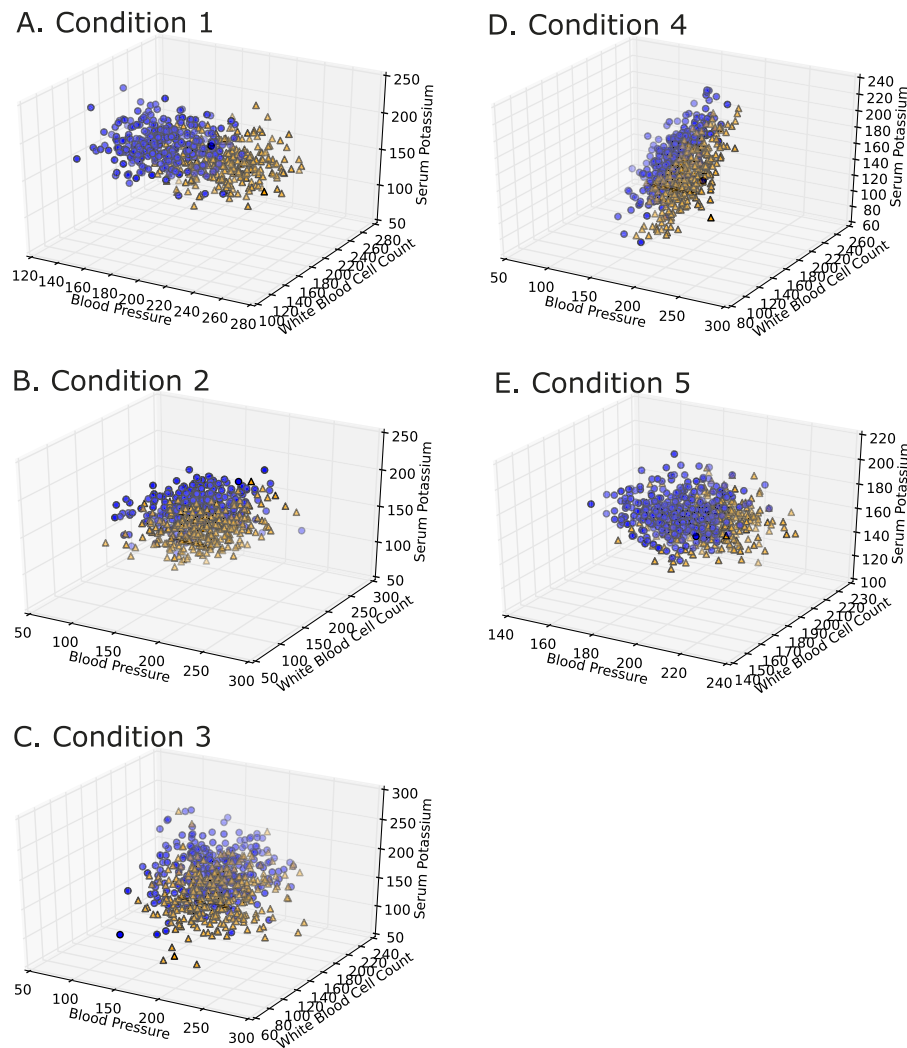 A. Condition 1
250
200
150
100
50
Serum Potassium
120 140 160 180 200 220 240 260 280
Blood Pressure
100 120 140 160 180 200 220 240 260 280
White Blood Cell Count
D. Condition 4
240
220
200
180
160
140
120
100
80
60
Serum Potassium
50 100 150 200 250 300
Blood Pressure
80 100 120 140 160 180 200 220 240 260
White Blood Cell Count
B. Condition 2
250
200
150
100
50
Serum Potassium
50 100 150 200 250 300
Blood Pressure
50 100 150 200 250 300
White Blood Cell Count
E. Condition 5
220
200
180
160
140
120
100
Serum Potassium
140 160 180 200 220 240
Blood Pressure
140 150 160 170 180 190 200 210 220 230
White Blood Cell Count
C. Condition 3
300
250
200
150
100
50
Serum Potassium
50 100 150 200 250 300
Blood Pressure
60 80 100 120 140 160 180 200 220 240
White Blood Cell Count